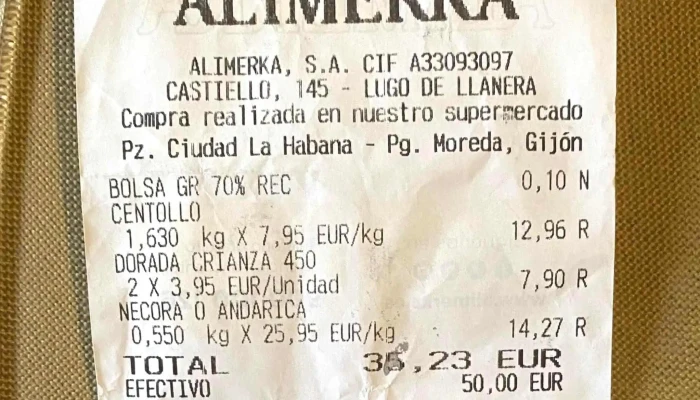 ALIMERKA
ALIMERKA, S.A. CIF A33093097
CASTIELLO, 145 - LUGO DE LLANERA
Compra realizada en nuestro supermercado
Pz. Ciudad La Habana - Pg. Moreda, Gijón
BOLSA GR 70% REC 0,10 N
CENTOLLO
1,630 kg X 7,95 EUR/kg 12,96 R
DORADA CRIANZA 450
2 X 3,95 EUR/Unidad 7,90 R
NECORA O ANDARICA
0,550 kg X 25,95 EUR/kg 14,27 R
TOTAL 35,23 EUR
EFECTIVO 50,00 EUR